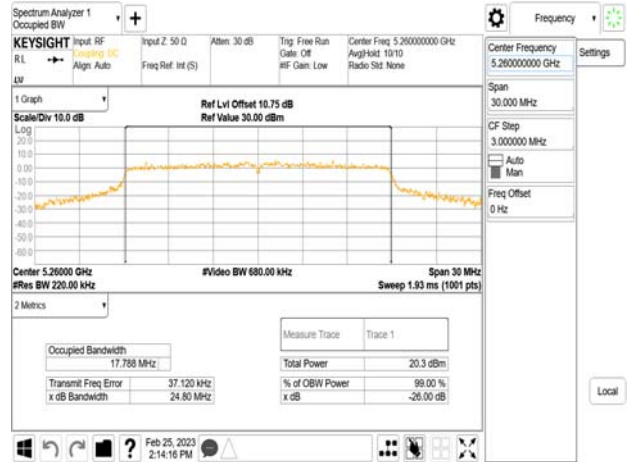 Spectrum Analyzer 1
Occupied BW
Frequency
KEYSIGHT
Input: RF
Input Z: 50 Ω
Atten: 30 dB
Trig: Free Run
Center Freq: 5.260000000 GHz
R L
Coupling: DC
Gate: Off
Avg|Hold: 10/10
Align: Auto
Freq Ref: Int (S)
#IF Gain: Low
Radio Std: None
Center Frequency
5.260000000 GHz
Settings
Span
30.000 MHz
CF Step
3.000000 MHz
Auto
Man
Freq Offset
0 Hz
1 Graph
Ref Lvl Offset 10.75 dB
Scale/Div 10.0 dB
Ref Value 30.00 dBm
Log
20.0
10.0
0.00
-10.0
-20.0
-30.0
-40.0
-50.0
-60.0
Center 5.26000 GHz
#Video BW 680.00 kHz
Span 30 MHz
#Res BW 220.00 kHz
Sweep 1.93 ms (1001 pts)
2 Metrics
Measure Trace
Trace 1
Occupied Bandwidth
17.788 MHz
Total Power
20.3 dBm
Transmit Freq Error
37.120 kHz
% of OBW Power
99.00 %
x dB Bandwidth
24.80 MHz
x dB
-26.00 dB
Local
?
Feb 25, 2023
2:14:16 PM